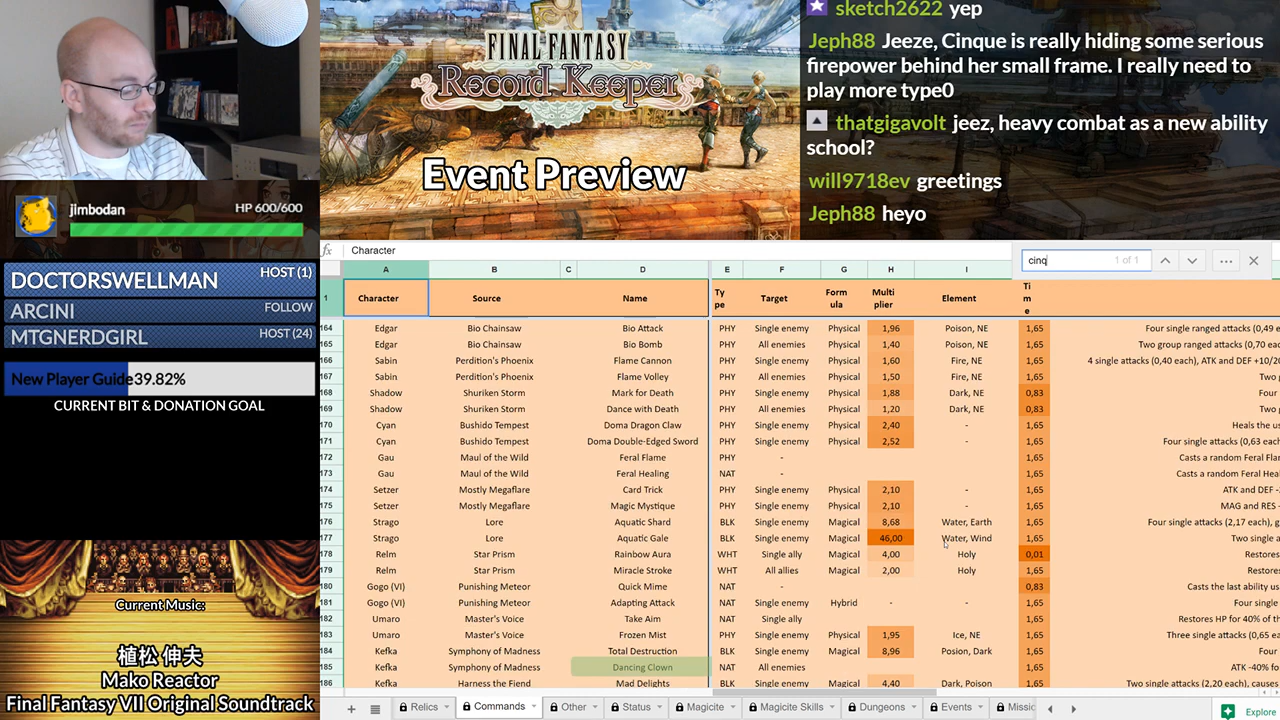 jimbodan HP 600/600
DOCTORSWELLMAN HOST (1)
ARCINI FOLLOW
MTGNERDGIRL HOST (24)
New Player Guide39.82%
CURRENT BIT & DONATION GOAL
Current Music:
植松 伸夫
Mako Reactor
Final Fantasy VII Original Soundtrack
FINAL FANTASY
Record Keeper
Event Preview
sketch2622 yep
Jeph88 Jeeze, Cinque is really hiding some serious
firepower behind her small frame. I really need to
play more type0
thatgigavolt jeez, heavy combat as a new ability
school?
will9718ev greetings
Jeph88 heyo
fx Character
cinq 1 of 1
A B C D E F G H I
1 Character Source Name Ty pe Target Form ula Multi plier Element Ti m e
164 Edgar Bio Chainsaw Bio Attack PHY Single enemy Physical 1,96 Poison, NE 1,65 Four single ranged attacks (0,49 e
165 Edgar Bio Chainsaw Bio Bomb PHY All enemies Physical 1,40 Poison, NE 1,65 Two group ranged attacks (0,70 ea
166 Sabin Perdition's Phoenix Flame Cannon PHY Single enemy Physical 1,60 Fire, NE 1,65 4 single attacks (0,40 each), ATK and DEF +10/20
167 Sabin Perdition's Phoenix Flame Volley PHY All enemies Physical 1,50 Fire, NE 1,65 Two g
168 Shadow Shuriken Storm Mark for Death PHY Single enemy Physical 1,88 Dark, NE 0,83 Four
169 Shadow Shuriken Storm Dance with Death PHY All enemies Physical 1,20 Dark, NE 0,83 Two g
170 Cyan Bushido Tempest Doma Dragon Claw PHY Single enemy Physical 2,40 - 1,65 Heals the us
171 Cyan Bushido Tempest Doma Double-Edged Sword PHY Single enemy Physical 2,52 - 1,65 Four single attacks (0,63 each
172 Gau Maul of the Wild Feral Flame PHY - 1,65 Casts a random Feral Flar
173 Gau Maul of the Wild Feral Healing NAT - 1,65 Casts a random Feral Heal
174 Setzer Mostly Megaflare Card Trick PHY Single enemy Physical 2,10 - 1,65 ATK and DEF -
175 Setzer Mostly Megaflare Magic Mystique PHY Single enemy Physical 2,10 - 1,65 MAG and RES -
176 Strago Lore Aquatic Shard BLK Single enemy Magical 8,68 Water, Earth 1,65 Four single attacks (2,17 each), g
177 Strago Lore Aquatic Gale BLK Single enemy Magical 46,00 Water, Wind 1,65 Two single a
178 Relm Star Prism Rainbow Aura WHT Single ally Magical 4,00 Holy 0,01 Restores
179 Relm Star Prism Miracle Stroke WHT All allies Magical 2,00 Holy 1,65 Restores
180 Gogo (VI) Punishing Meteor Quick Mime NAT - 0,83 Casts the last ability us
181 Gogo (VI) Punishing Meteor Adapting Attack NAT Single enemy Hybrid - - 1,65 Four single
182 Umaro Master's Voice Take Aim NAT Single ally 1,65 Restores HP for 40% of th
183 Umaro Master's Voice Frozen Mist PHY Single enemy Physical 1,95 Ice, NE 1,65 Three single attacks (0,65 ea
184 Kefka Symphony of Madness Total Destruction BLK Single enemy Magical 8,96 Posion, Dark 1,65 Four
185 Kefka Symphony of Madness Dancing Clown NAT All enemies 1,65 ATK -40% fo
186 Kefka Harness the Fiend Mad Delights BLK Single enemy Magical 4,40 Dark, Poison 1,65 Two single attacks (2,20 each), causes
Relics Commands Other Status Magicite Magicite Skills Dungeons Events Missio Explore